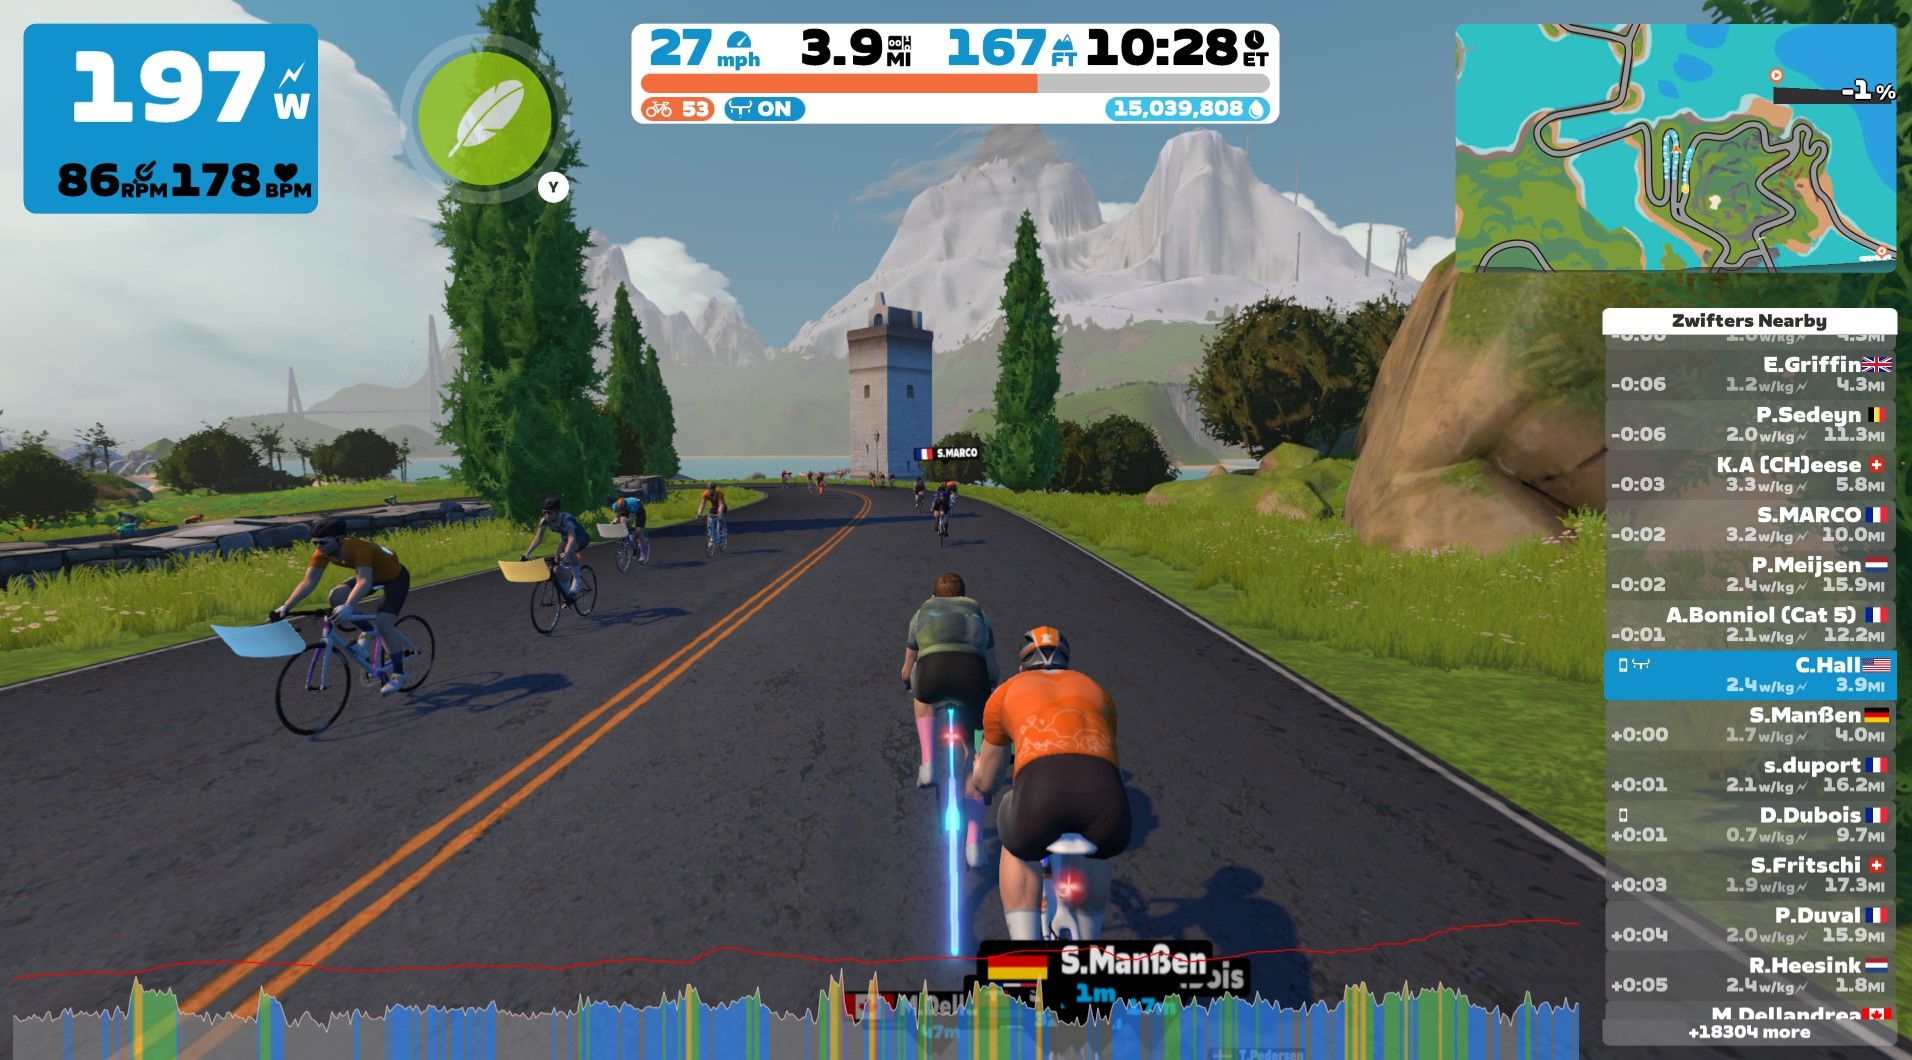 197 W
86 RPM 178 BPM
Y
27 mph 3.9 MI 167 FT 10:28 ET
53 ON 15,039,808
-1 %
Zwifters Nearby
E.Griffin
-0:06 1.2w/kg 4.3MI
P.Sedeyn
-0:06 2.0w/kg 11.3MI
K.A (CH)eese
-0:03 3.3w/kg 5.8MI
S.MARCO
-0:02 3.2w/kg 10.0MI
P.Meijsen
-0:02 2.4w/kg 15.9MI
A.Bonniol (Cat 5)
-0:01 2.1w/kg 12.2MI
C.Hall
2.4w/kg 3.9MI
S.Manßen
+0:00 1.7w/kg 4.0MI
s.duport
+0:01 2.1w/kg 16.2MI
D.Dubois
+0:01 0.7w/kg 9.7MI
S.Fritschi
+0:03 1.9w/kg 17.3MI
P.Duval
+0:04 2.0w/kg 15.9MI
R.Heesink
+0:05 2.4w/kg 1.8MI
M.Dellandrea
+18304 more
S.MARCO
S.Manßen
1m
M.Dell
47m
T.Pedersen